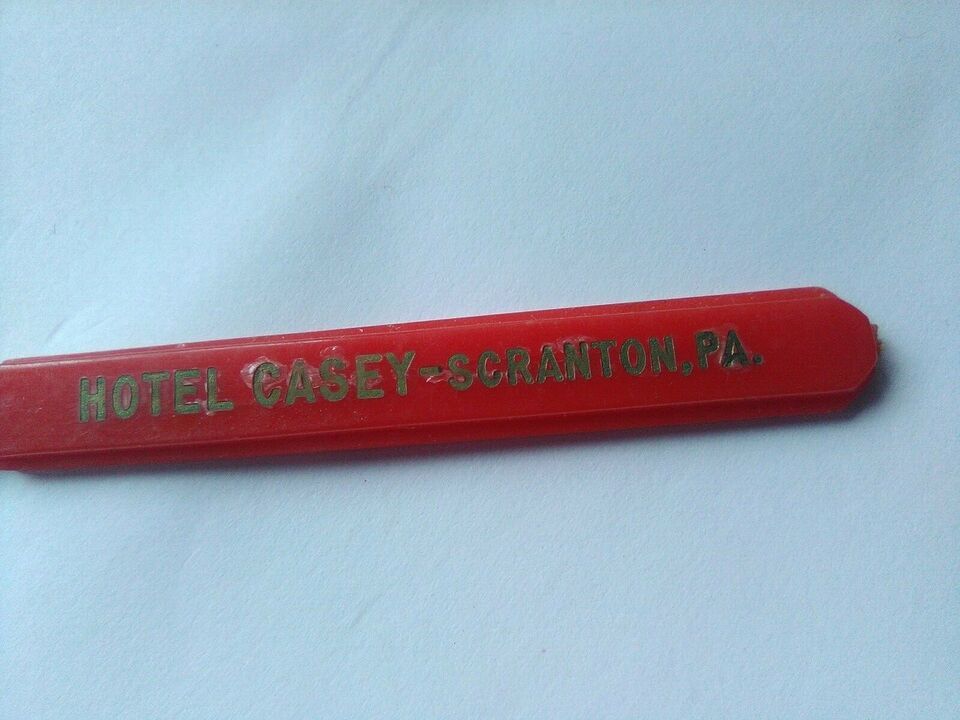 HOTEL CASEY-SCRANTON, PA.